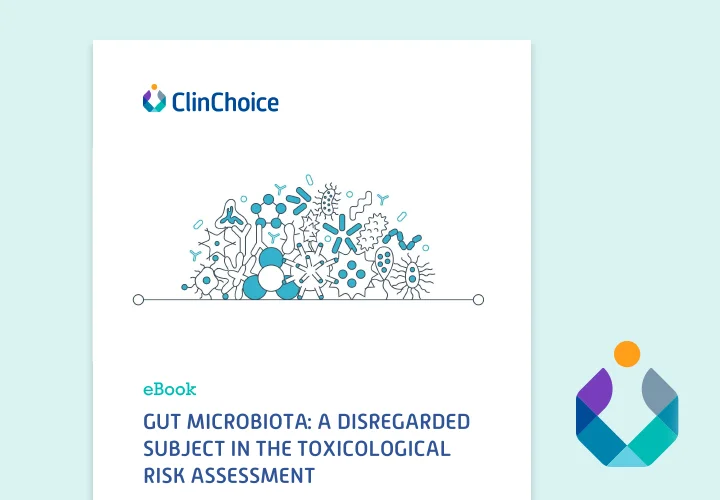 ClinChoice
eBook
GUT MICROBIOTA: A DISREGARDED
SUBJECT IN THE TOXICOLOGICAL
RISK ASSESSMENT